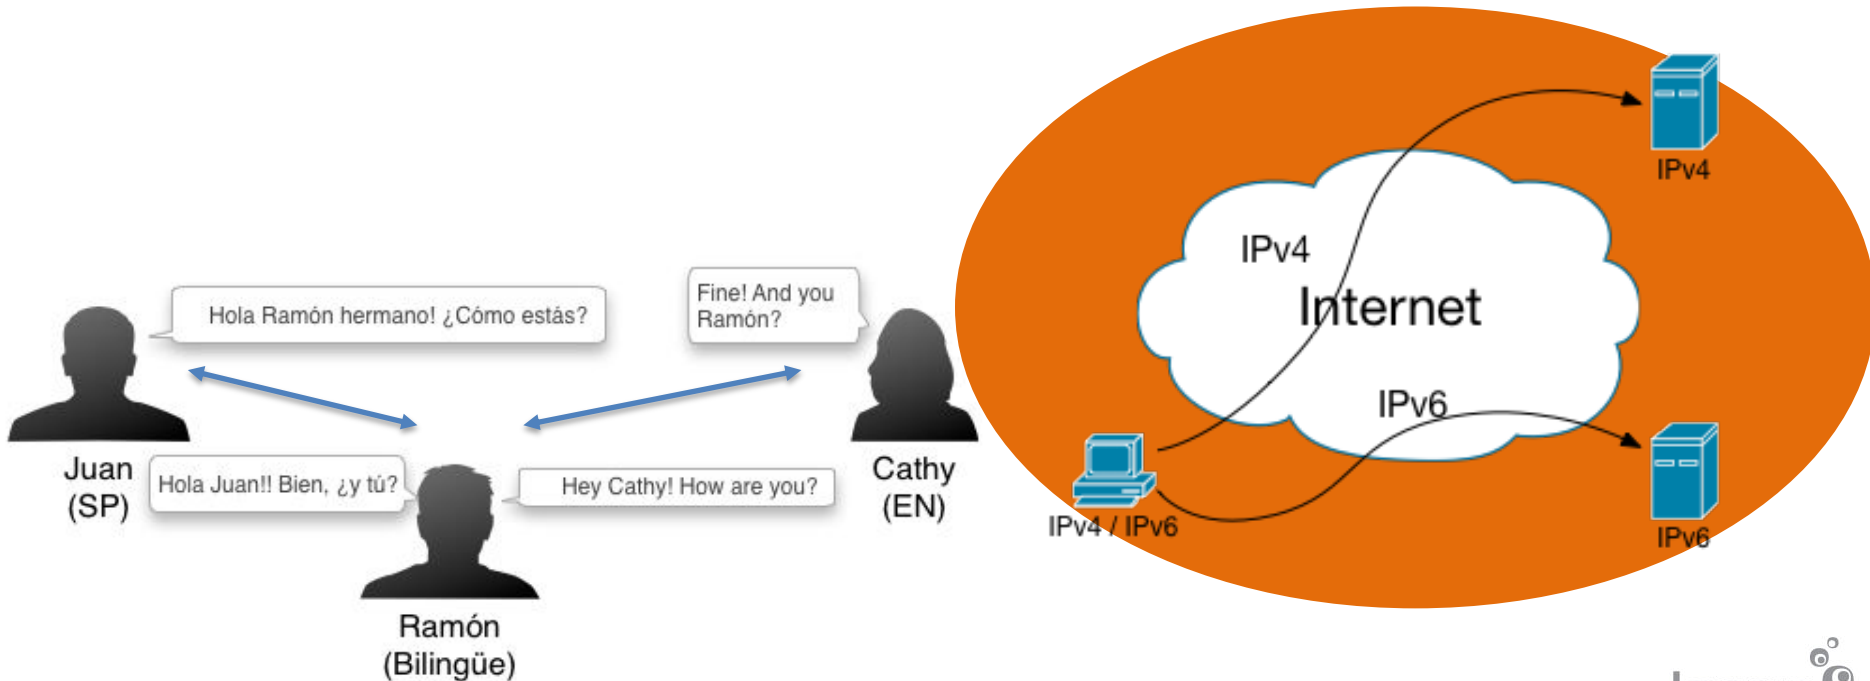 Hola Ramón hermano! ¿Cómo estás?
Fine! And you
Ramón?
Juan
(SP)
Hola Juan!! Bien, ¿y tú?
Hey Cathy! How are you?
Cathy
(EN)
Ramón
(Bilingüe)
IPv4
IPv4
Internet
IPv6
IPv4 / IPv6
IPv6